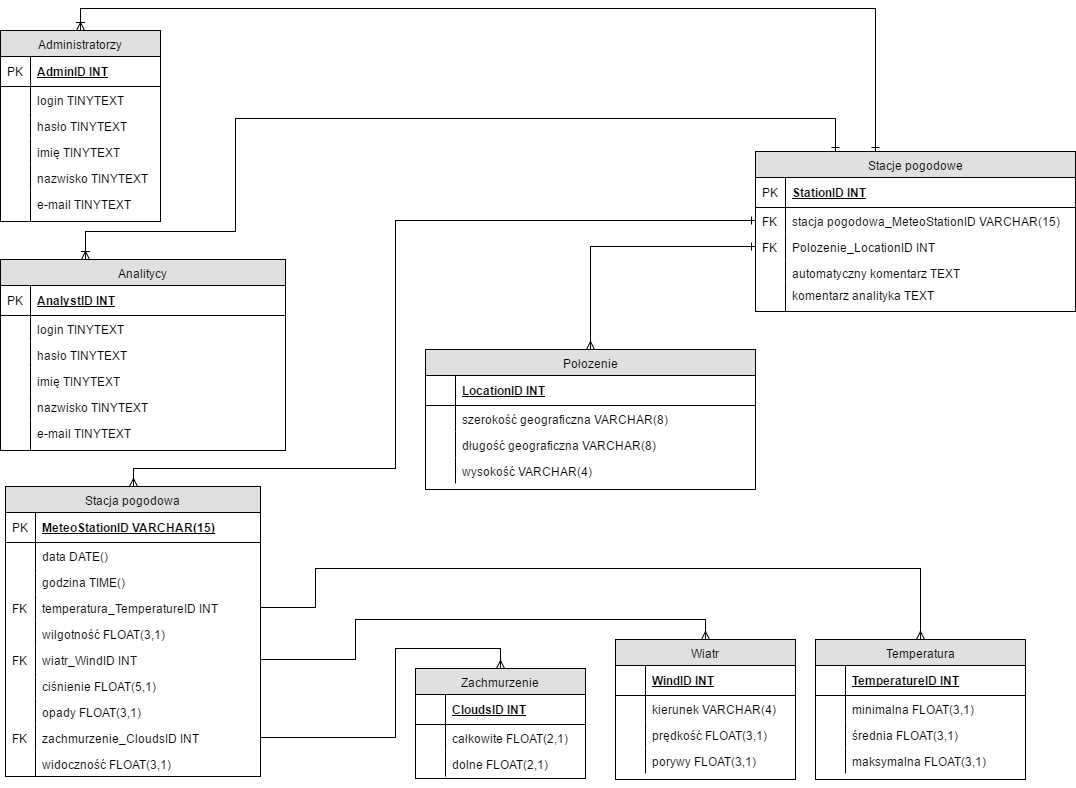 Administratorzy
PK AdminID INT
login TINYTEXT
hasło TINYTEXT
imię TINYTEXT
nazwisko TINYTEXT
e-mail TINYTEXT
Stacje pogodowe
PK StationID INT
FK stacja pogodowa_MeteoStationID VARCHAR(15)
FK Polozenie_LocationID INT
automatyczny komentarz TEXT
komentarz analityka TEXT
Analitycy
PK AnalystID INT
login TINYTEXT
hasło TINYTEXT
imię TINYTEXT
nazwisko TINYTEXT
e-mail TINYTEXT
Połozenie
LocationID INT
szerokość geograficzna VARCHAR(8)
długość geograficzna VARCHAR(8)
wysokość VARCHAR(4)
Stacja pogodowa
PK MeteoStationID VARCHAR(15)
data DATE()
godzina TIME()
FK temperatura_TemperatureID INT
wilgotność FLOAT(3,1)
FK wiatr_WindID INT
ciśnienie FLOAT(5,1)
opady FLOAT(3,1)
FK zachmurzenie_CloudsID INT
widoczność FLOAT(3,1)
Zachmurzenie
CloudsID INT
całkowite FLOAT(2,1)
dolne FLOAT(2,1)
Wiatr
WindID INT
kierunek VARCHAR(4)
prędkość FLOAT(3,1)
porywy FLOAT(3,1)
Temperatura
TemperatureID INT
minimalna FLOAT(3,1)
średnia FLOAT(3,1)
maksymalna FLOAT(3,1)